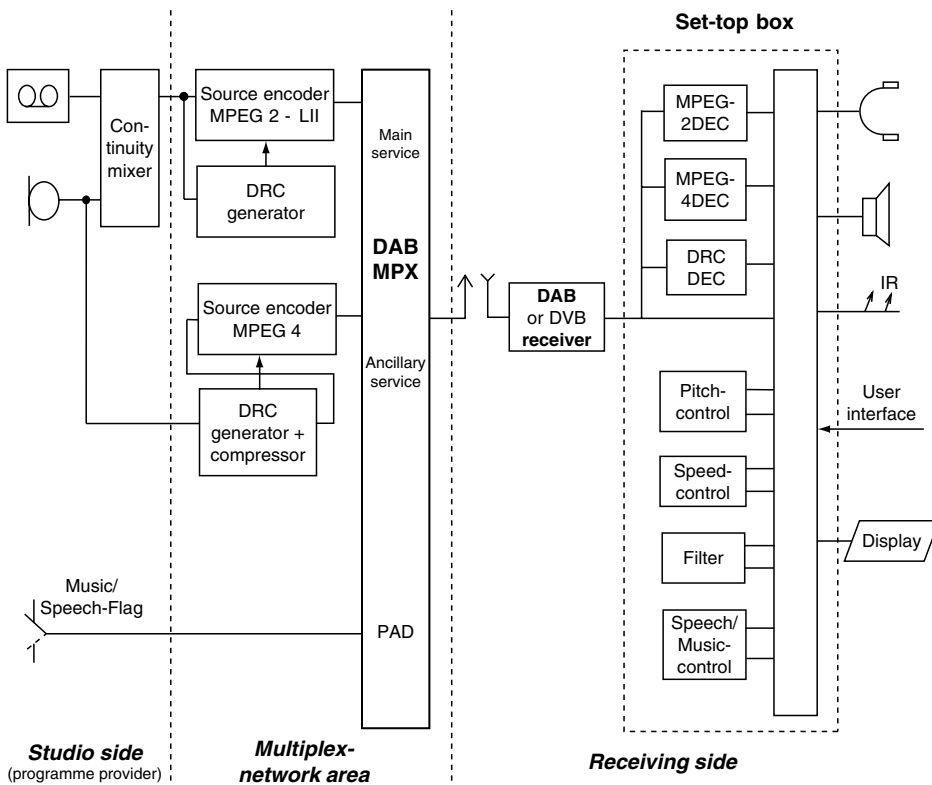 Set-top box
Con-
tinuity
mixer
Source encoder
MPEG 2 - LII
DRC
generator
Source encoder
MPEG 4
DRC
generator +
compressor
Music/
Speech-Flag
Main
service
DAB
MPX
Ancillary
service
PAD
DAB
or DVB
receiver
MPEG-
2DEC
MPEG-
4DEC
DRC
DEC
Pitch-
control
Speed-
control
Filter
Speech/
Music-
control
IR
User
interface
Display
Studio side
(programme provider)
Multiplex-
network area
Receiving side